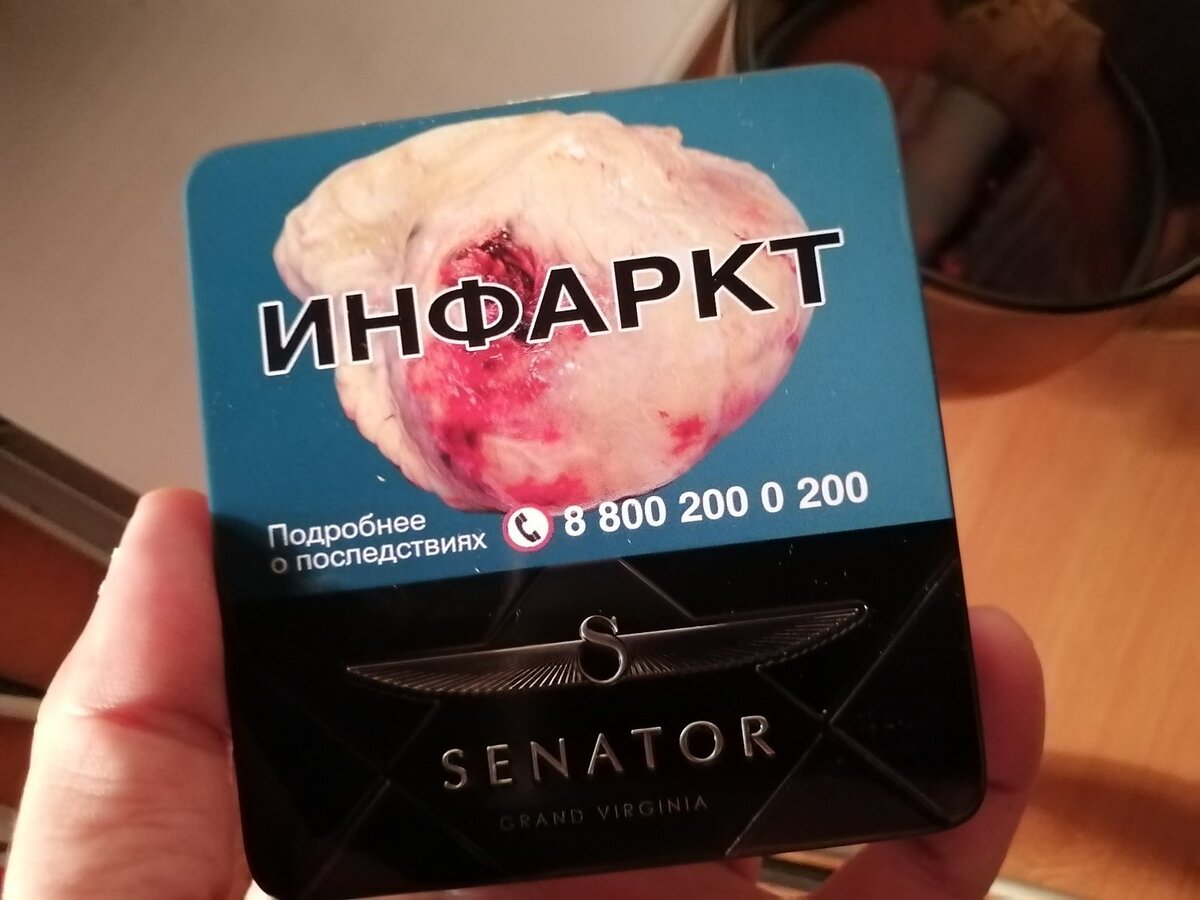 ИНФАРКТ
Подробнее
о последствиях
8 800 200 0 200
S
SENATOR
GRAND VIRGINIA